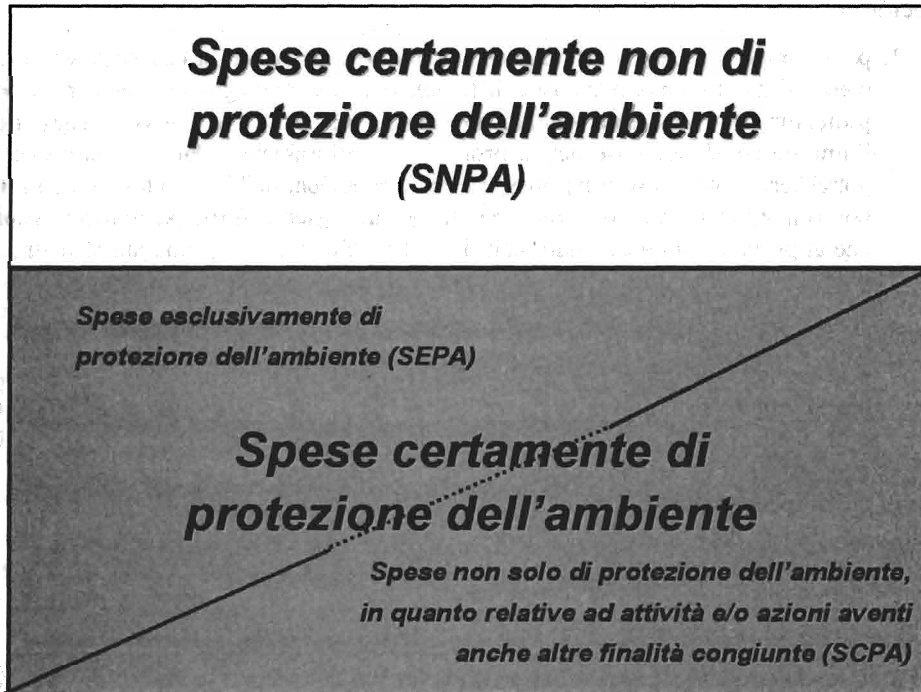 Spese certamente non di
protezione dell'ambiente
(SNPA)
Spese esclusivamente di
protezione dell'ambiente (SEPA)
Spese certamente di
protezione dell'ambiente
Spese non solo di protezione dell'ambiente,
in quanto relative ad attività e/o azioni aventi
anche altre finalità congiunte (SCPA)